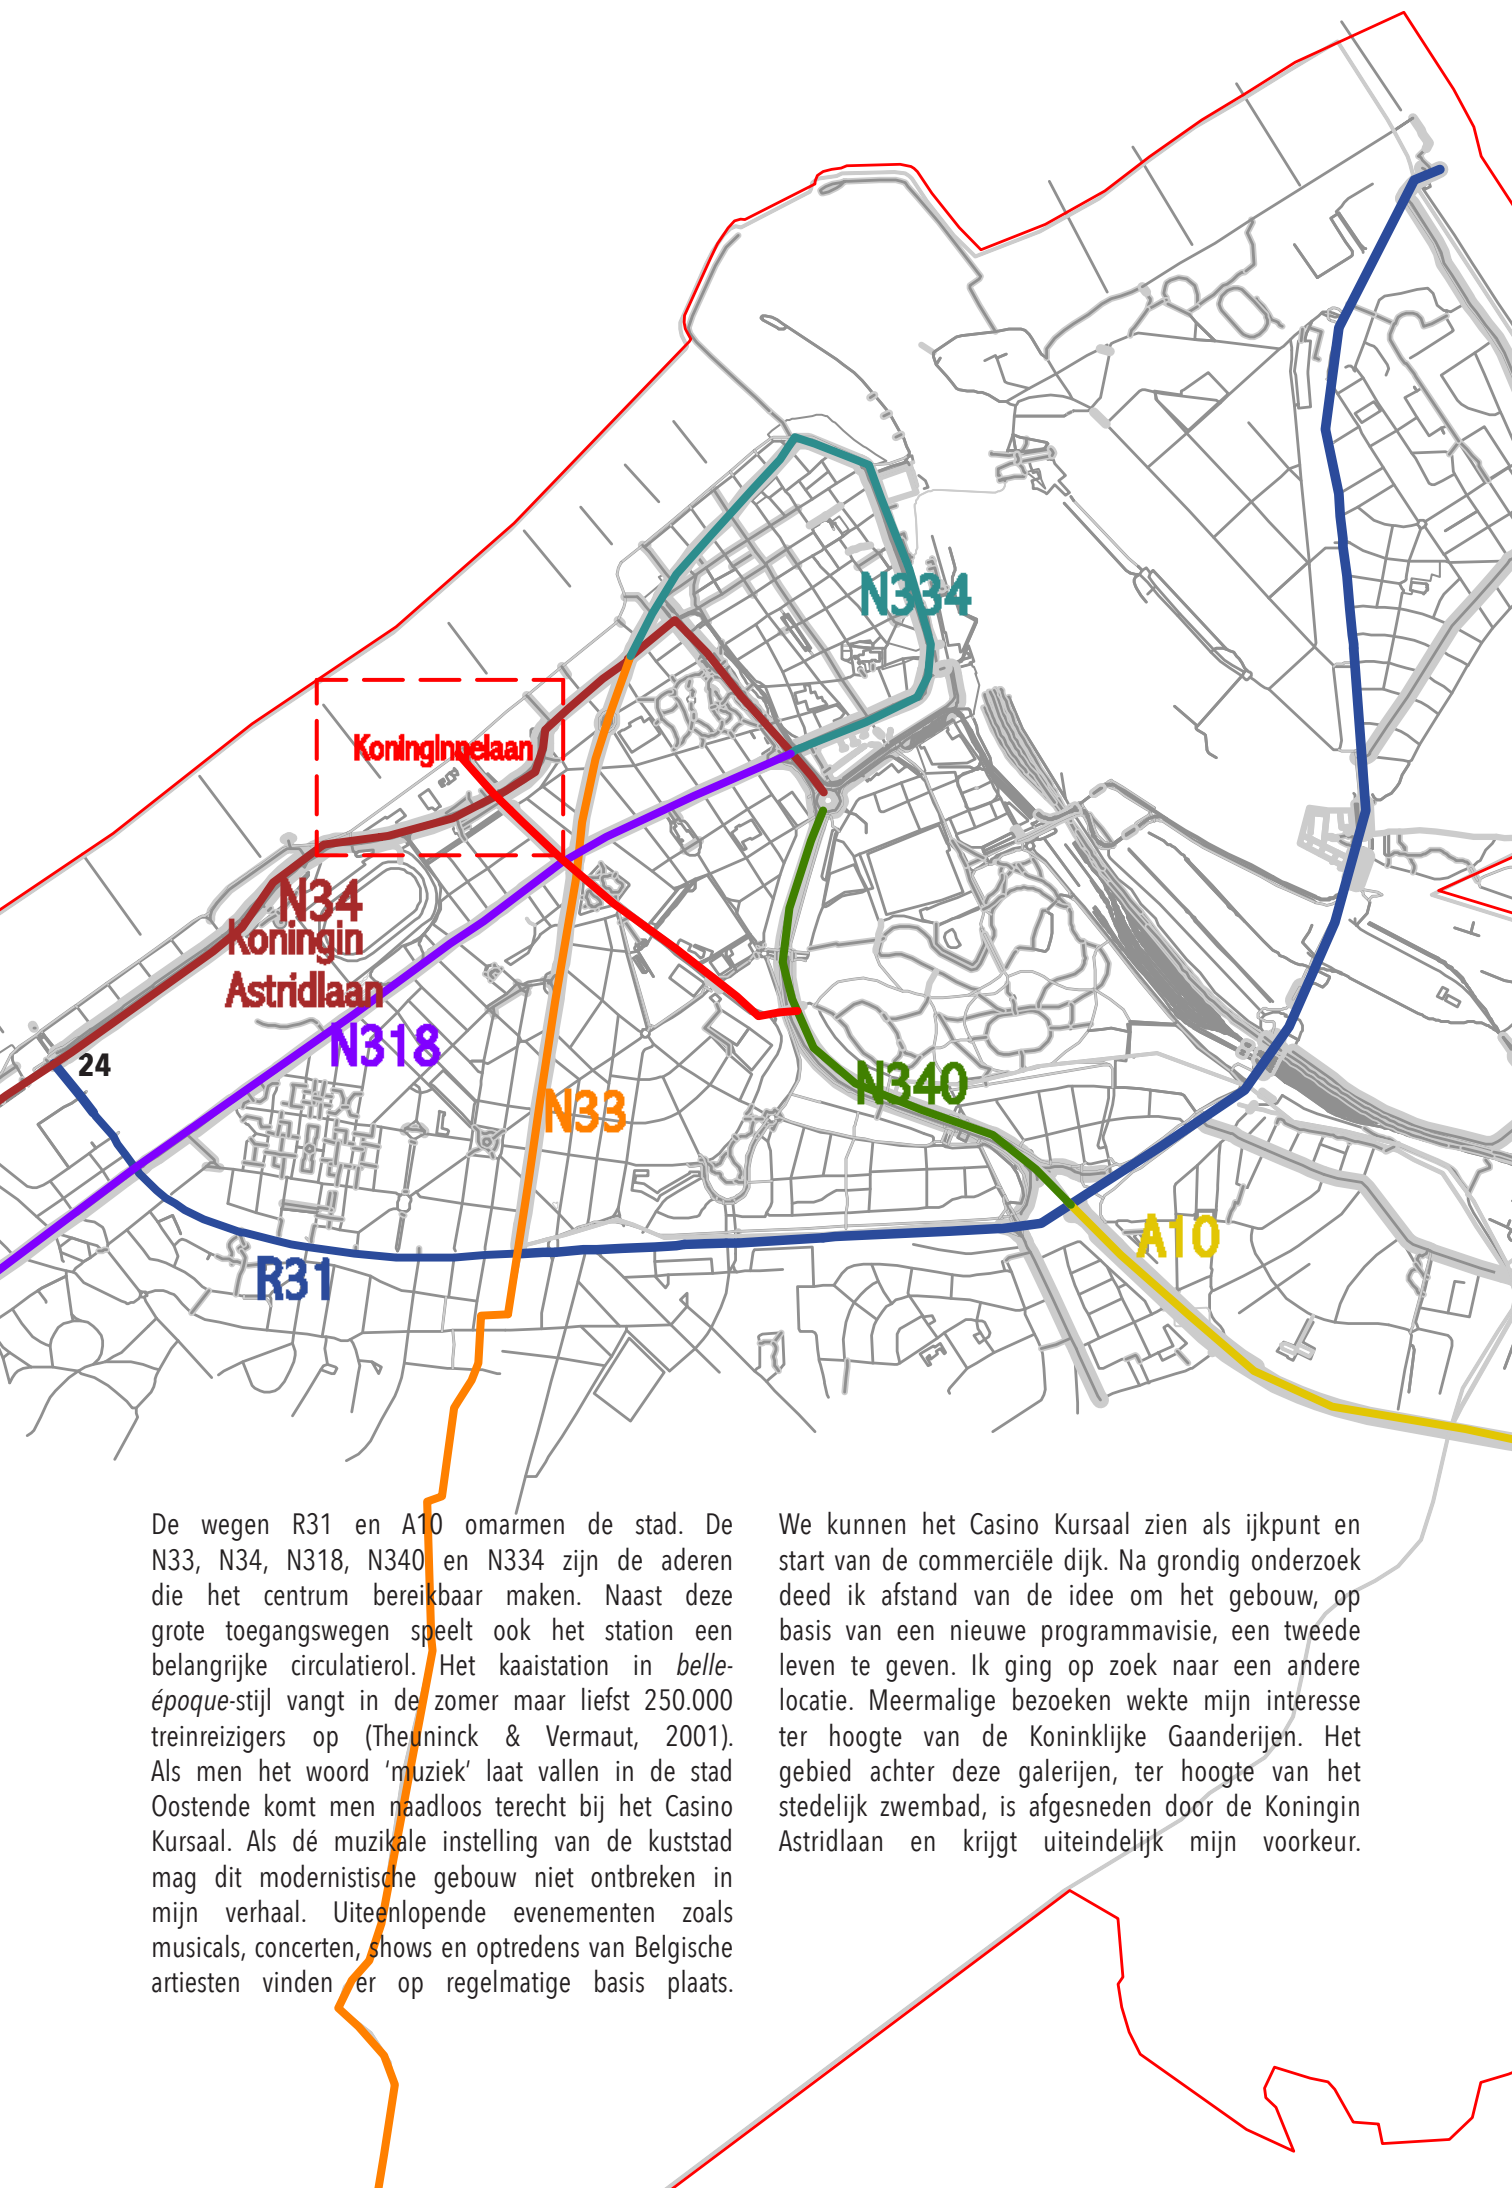 N334
Koninginnelaan
N34
Koningin
Astridlaan
N318
24
N340
N33
A10
R31
De wegen R31 en A10 omarmen de stad. De
N33, N34, N318, N340 en N334 zijn de aderen
die het centrum bereikbaar maken. Naast deze
grote toegangswegen speelt ook het station een
belangrijke circulatierol. Het kaaistation in belle-
époque-stijl vangt in de zomer maar liefst 250.000
treinreizigers op (Theuninck & Vermaut, 2001).
Als men het woord ‘muziek’ laat vallen in de stad
Oostende komt men naadloos terecht bij het Casino
Kursaal. Als dé muzikale instelling van de kuststad
mag dit modernistische gebouw niet ontbreken in
mijn verhaal. Uiteenlopende evenementen zoals
musicals, concerten, shows en optredens van Belgische
artiesten vinden er op regelmatige basis plaats.
We kunnen het Casino Kursaal zien als ijkpunt en
start van de commerciële dijk. Na grondig onderzoek
deed ik afstand van de idee om het gebouw, op
basis van een nieuwe programmavisie, een tweede
leven te geven. Ik ging op zoek naar een andere
locatie. Meermalige bezoeken wekte mijn interesse
ter hoogte van de Koninklijke Gaanderijen. Het
gebied achter deze galerijen, ter hoogte van het
stedelijk zwembad, is afgesneden door de Koningin
Astridlaan en krijgt uiteindelijk mijn voorkeur.